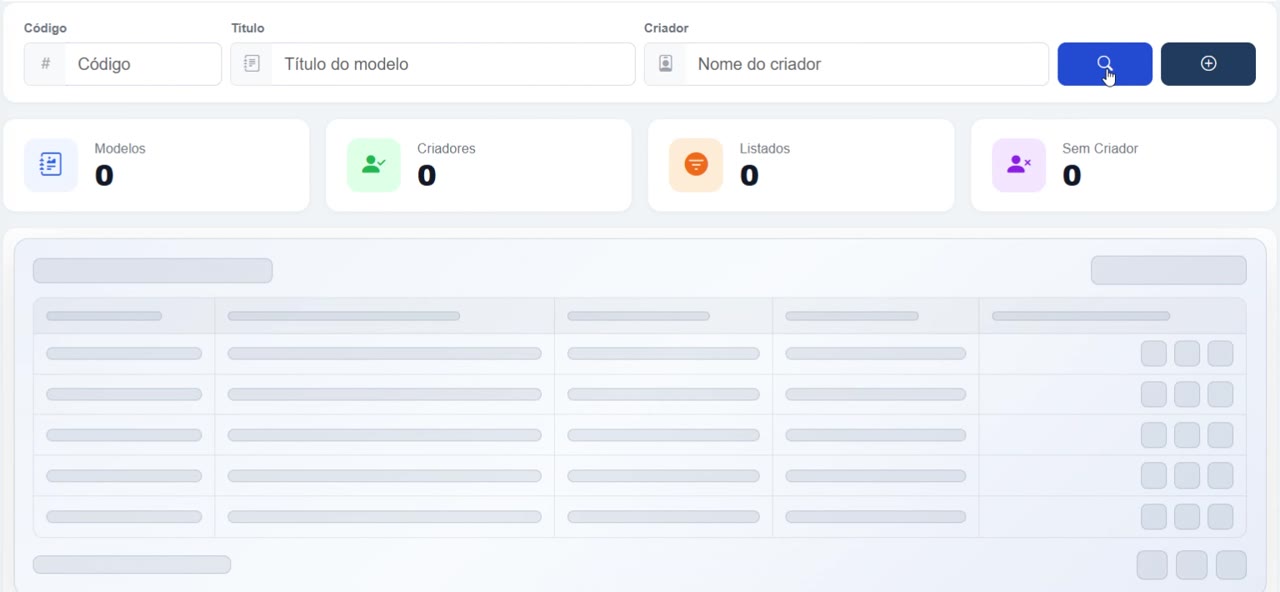 Código
Título
Criador
# Código
Título do modelo
Nome do criador
Modelos
0
Criadores
0
Listados
0
Sem Criador
0